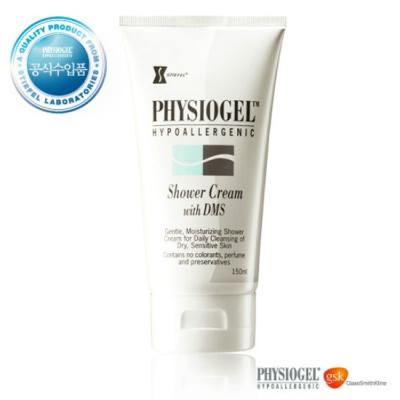 A QUALITY PRODUCT FROM
PHYSIOGEL
공식수입품
STIEFEL LABORATORIES
STIEFEL®
PHYSIOGEL™
HYPOALLERGENIC
Shower Cream
with DMS
Gentle, Moisturizing Shower
Cream for Daily Cleansing of
Dry, Sensitive Skin
Contains no colorants, perfume
and preservatives
150ml
PHYSIOGEL
HYPOALLERGENIC
gsk
GlaxoSmithKline